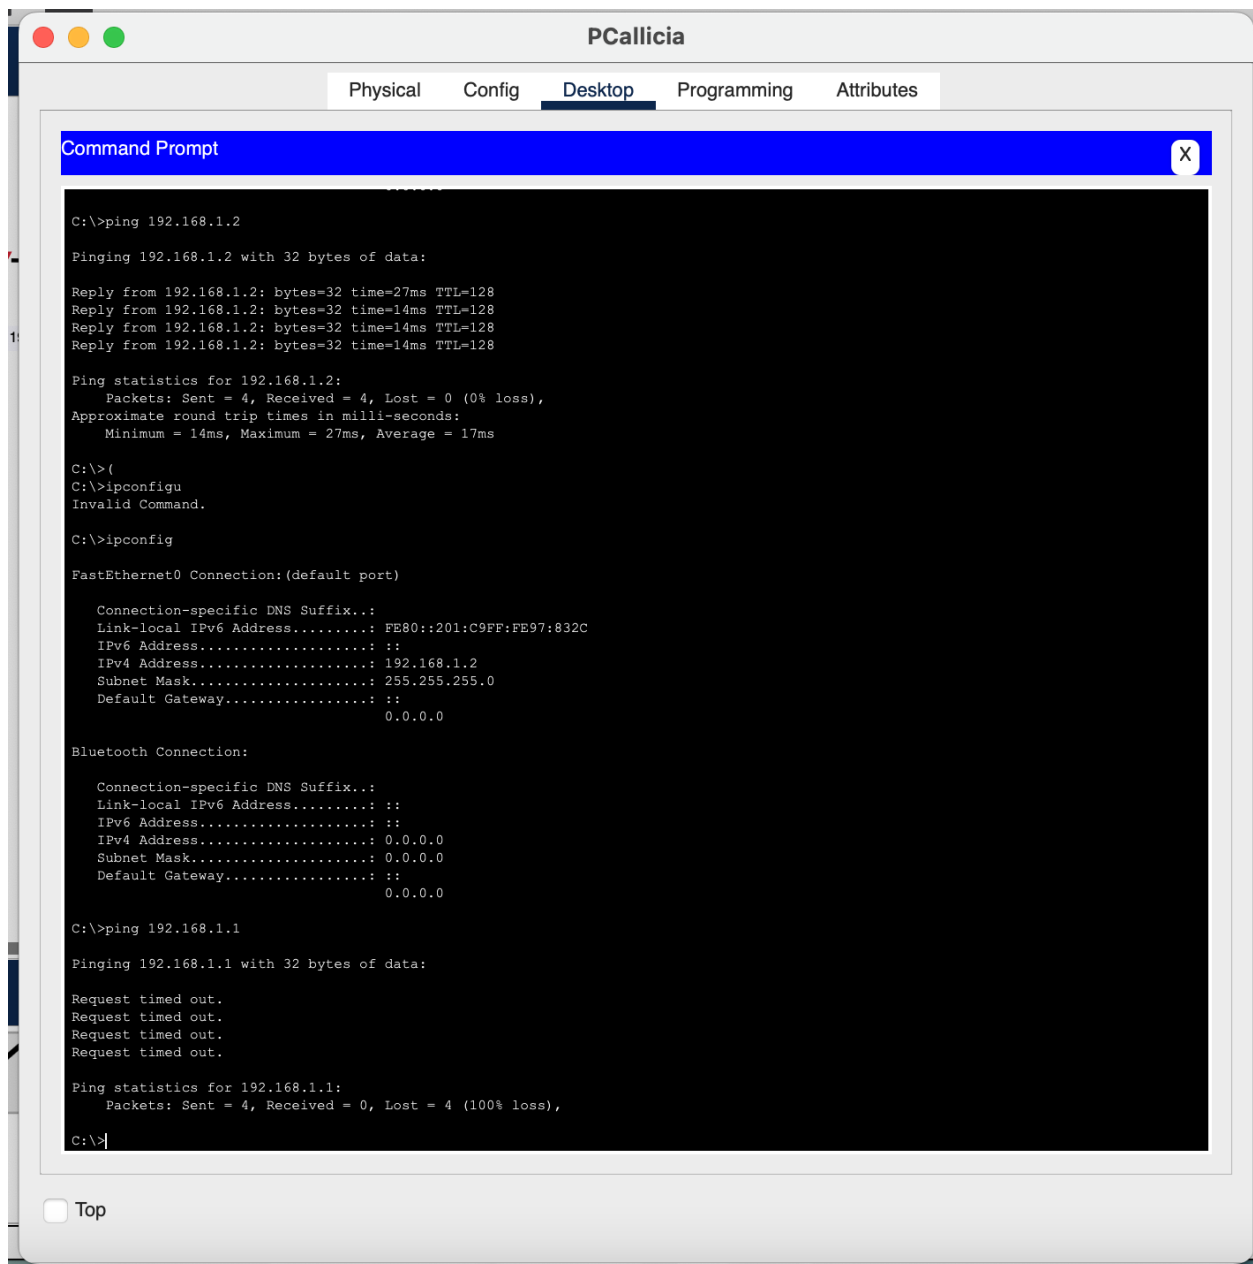 PCallicia
Physical Config Desktop Programming Attributes
Command Prompt
X
C:\>ping 192.168.1.2
Pinging 192.168.1.2 with 32 bytes of data:
Reply from 192.168.1.2: bytes=32 time=27ms TTL=128
Reply from 192.168.1.2: bytes=32 time=14ms TTL=128
Reply from 192.168.1.2: bytes=32 time=14ms TTL=128
Reply from 192.168.1.2: bytes=32 time=14ms TTL=128
Ping statistics for 192.168.1.2:
Packets: Sent = 4, Received = 4, Lost = 0 (0% loss),
Approximate round trip times in milli-seconds:
Minimum = 14ms, Maximum = 27ms, Average = 17ms
C:\>(
C:\>ipconfigu
Invalid Command.
C:\>ipconfig
FastEthernet0 Connection:(default port)
Connection-specific DNS Suffix..:
Link-local IPv6 Address.........: FE80::201:C9FF:FE97:832C
IPv6 Address....................: ::
IPv4 Address....................: 192.168.1.2
Subnet Mask.....................: 255.255.255.0
Default Gateway.................: ::
0.0.0.0
Bluetooth Connection:
Connection-specific DNS Suffix..:
Link-local IPv6 Address.........: ::
IPv6 Address....................: ::
IPv4 Address....................: 0.0.0.0
Subnet Mask.....................: 0.0.0.0
Default Gateway.................: ::
0.0.0.0
C:\>ping 192.168.1.1
Pinging 192.168.1.1 with 32 bytes of data:
Request timed out.
Request timed out.
Request timed out.
Request timed out.
Ping statistics for 192.168.1.1:
Packets: Sent = 4, Received = 0, Lost = 4 (100% loss),
C:\>
Top